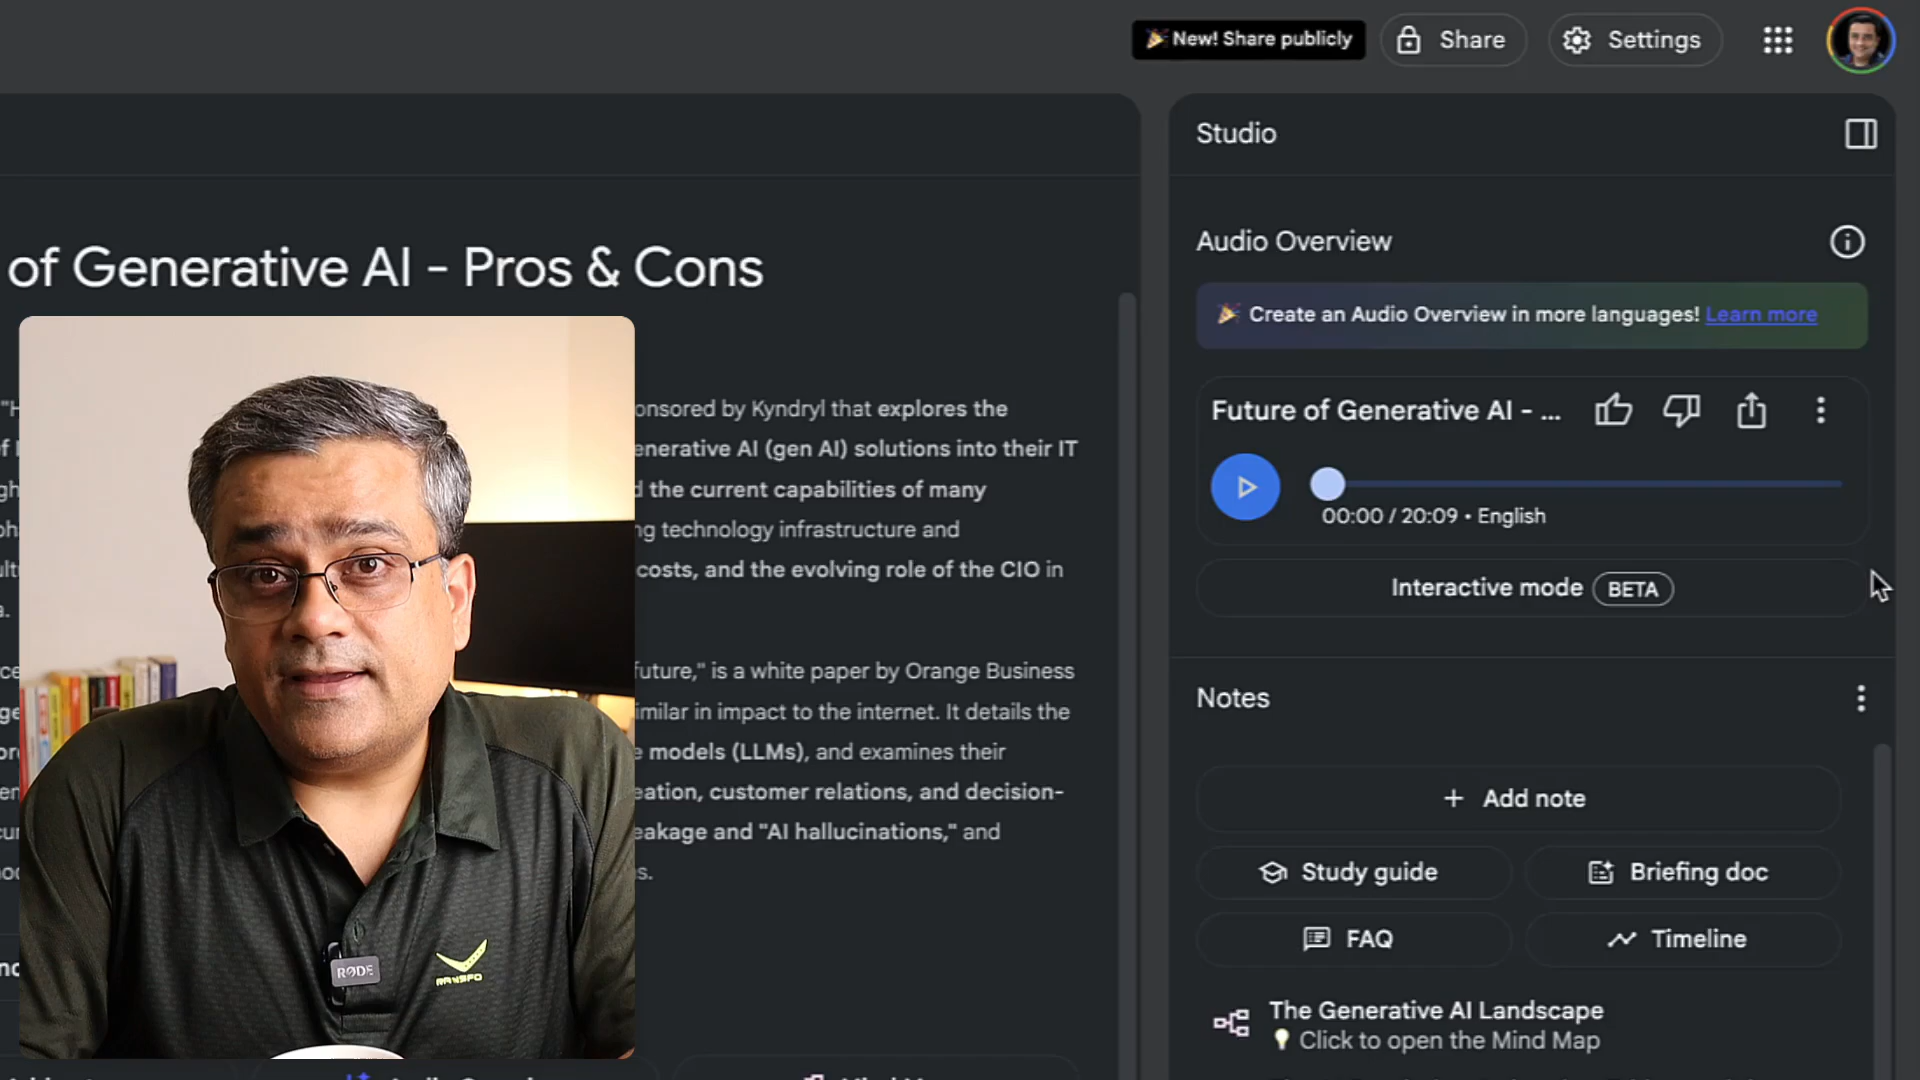 New! Share publicly
Share
Settings
Studio
Audio Overview
Create an Audio Overview in more languages! Learn more
of Generative AI - Pros & Cons
Future of Generative AI - ...
00:00 / 20:09 • English
Interactive mode BETA
onsored by Kyndryl that explores the
enerative AI (gen AI) solutions into their IT
d the current capabilities of many
ng technology infrastructure and
costs, and the evolving role of the CIO in
future," is a white paper by Orange Business
imilar in impact to the internet. It details the
e models (LLMs), and examines their
eation, customer relations, and decision-
eakage and "AI hallucinations," and
s.
RØDE
Notes
+ Add note
Study guide
Briefing doc
FAQ
Timeline
The Generative AI Landscape
Click to open the Mind Map